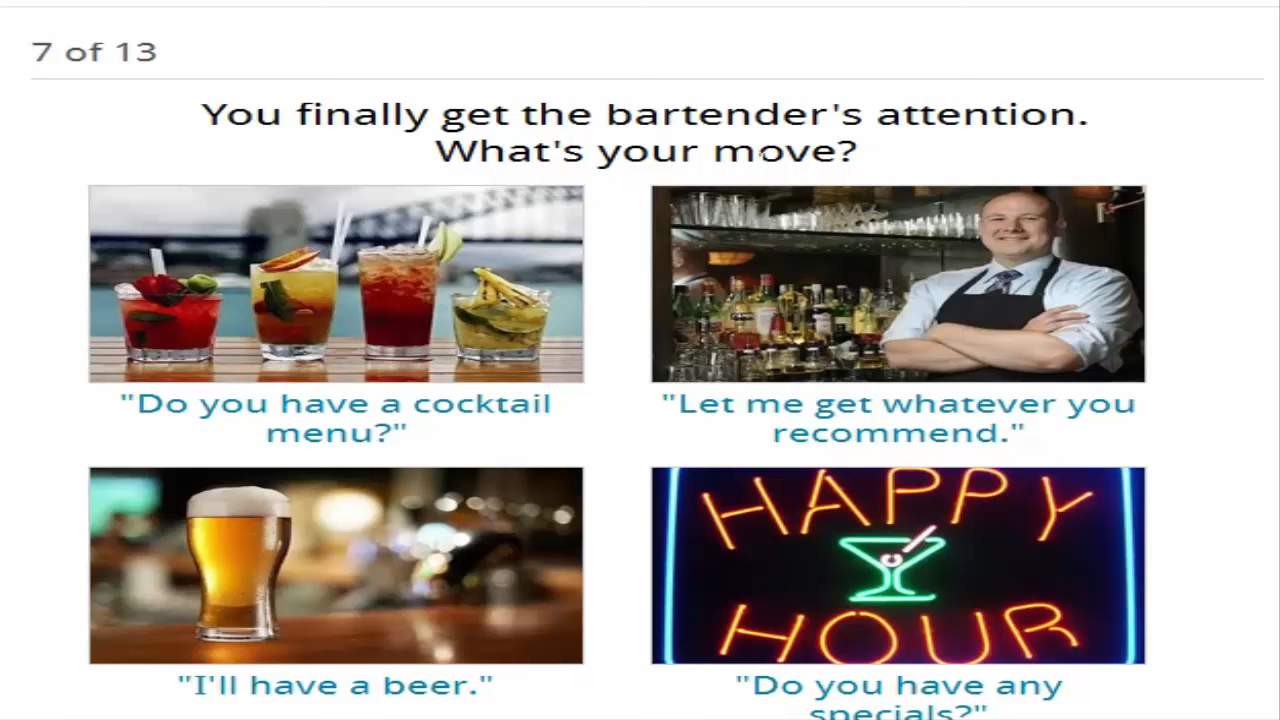 7 of 13
You finally get the bartender's attention.
What's your move?
"Do you have a cocktail
menu?"
"Let me get whatever you
recommend."
HAPPY
HOUR
"I'll have a beer."
"Do you have any
specials?"